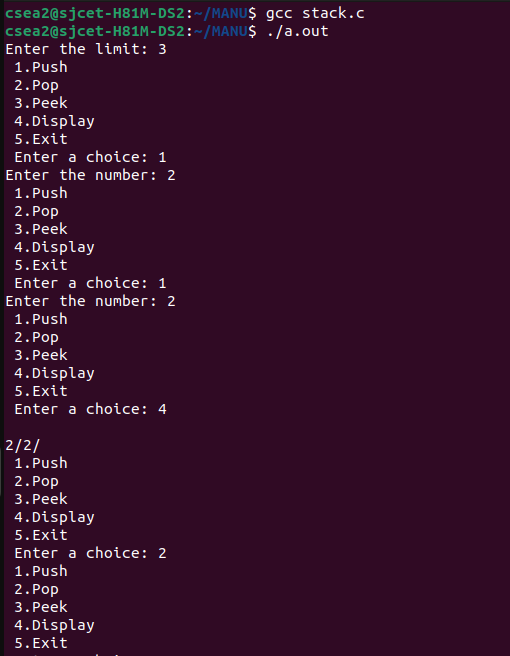 csea2@sjcet-H81M-DS2:~/MANU$ gcc stack.c
csea2@sjcet-H81M-DS2:~/MANU$ ./a.out
Enter the limit: 3
1.Push
2.Pop
3.Peek
4.Display
5.Exit
Enter a choice: 1
Enter the number: 2
1.Push
2.Pop
3.Peek
4.Display
5.Exit
Enter a choice: 1
Enter the number: 2
1.Push
2.Pop
3.Peek
4.Display
5.Exit
Enter a choice: 4

2/2/
1.Push
2.Pop
3.Peek
4.Display
5.Exit
Enter a choice: 2
1.Push
2.Pop
3.Peek
4.Display
5.Exit